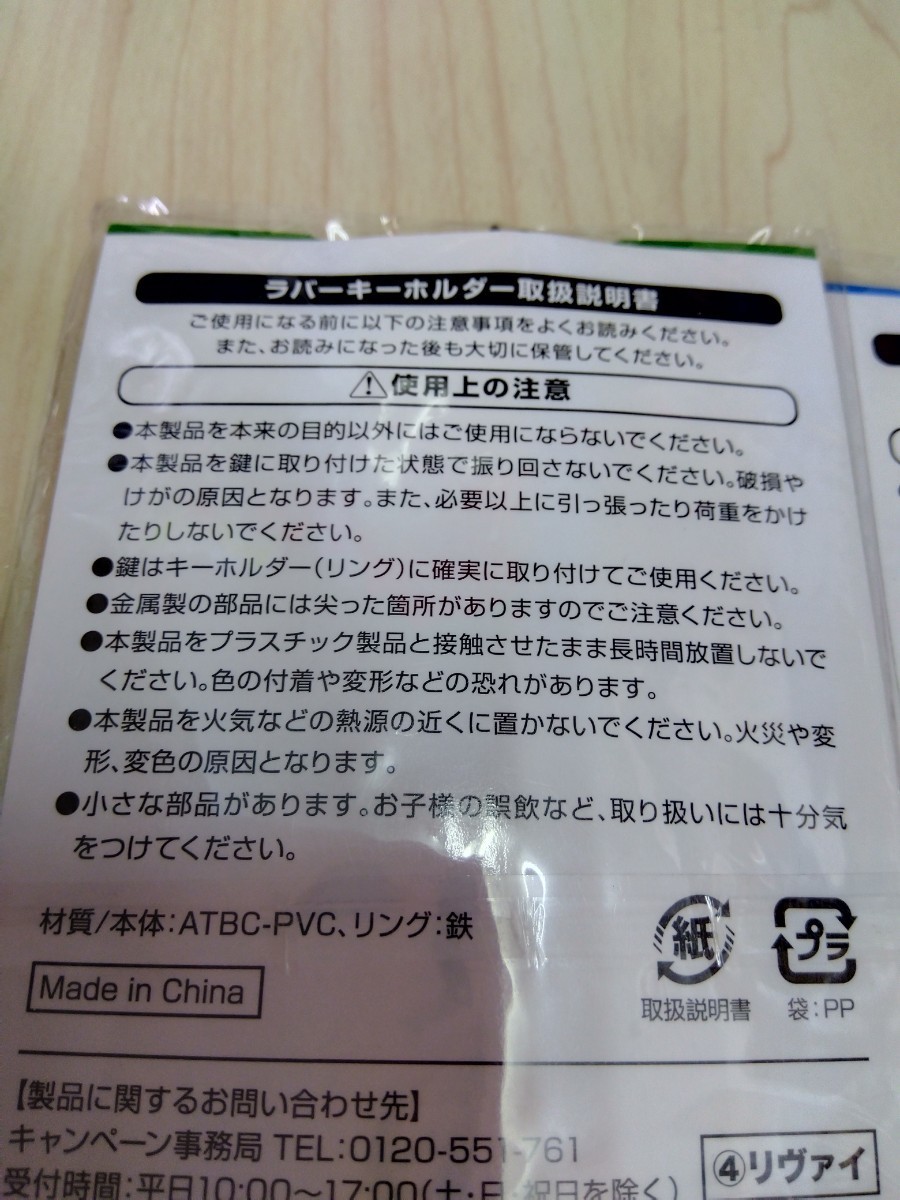 ラバーキーホルダー取扱説明書
ご使用になる前に以下の注意事項をよくお読みください。
また、お読みになった後も大切に保管してください。
⚠使用上の注意
●本製品を本来の目的以外にはご使用にならないでください。
●本製品を鍵に取り付けた状態で振り回さないでください。破損や
けがの原因となります。また、必要以上に引っ張ったり荷重をかけ
たりしないでください。
●鍵はキーホルダー(リング)に確実に取り付けてご使用ください。
●金属製の部品には尖った箇所がありますのでご注意ください。
●本製品をプラスチック製品と接触させたまま長時間放置しないで
ください。色の付着や変形などの恐れがあります。
●本製品を火気などの熱源の近くに置かないでください。火災や変
形、変色の原因となります。
●小さな部品があります。お子様の誤飲など、取り扱いには十分気
をつけてください。
材質/本体:ATBC-PVC、リング:鉄
紙
取扱説明書
プラ
袋:PP
Made in China
【製品に関するお問い合わせ先】
キャンペーン事務局 TEL:0120-551-761
受付時間:平日10:00〜17:00(土・日・祝日を除く)
④リヴァイ